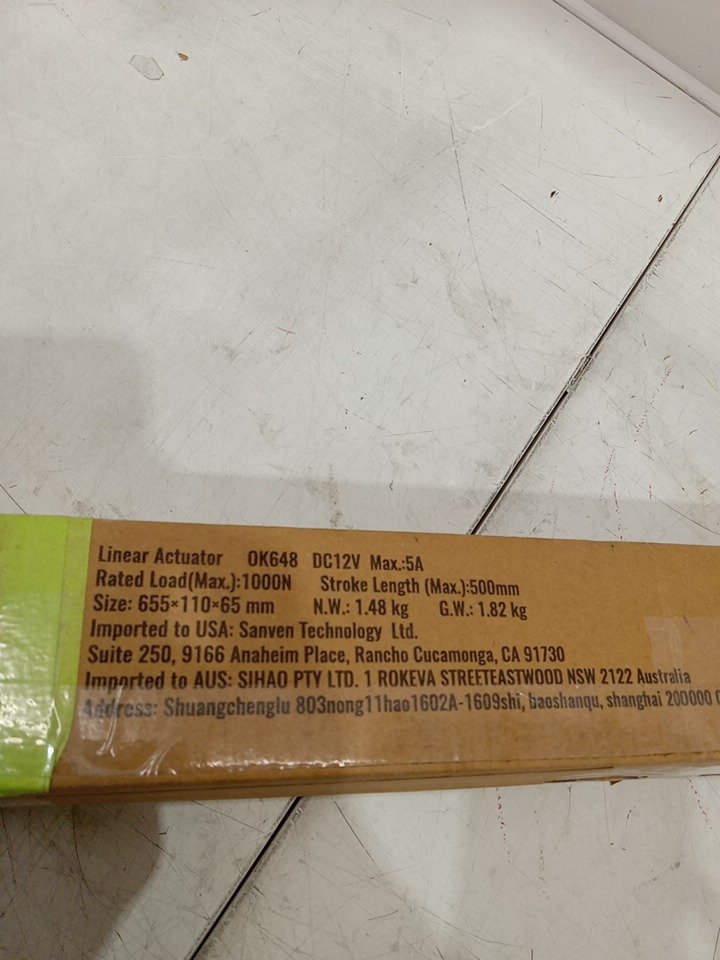 Linear Actuator OK648 DC12V Max.:5A
Rated Load(Max.):1000N Stroke Length (Max.):500mm
Size: 655×110×65 mm N.W.: 1.48 kg G.W.: 1.82 kg
Imported to USA: Sanven Technology Ltd.
Suite 250, 9166 Anaheim Place, Rancho Cucamonga, CA 91730
Imported to AUS: SIHAO PTY LTD. 1 ROKEVA STREETEASTWOOD NSW 2122 Australia
Address: Shuangchenglu 803nong11hao1602A-1609shi, baoshanqu, shanghai 200000